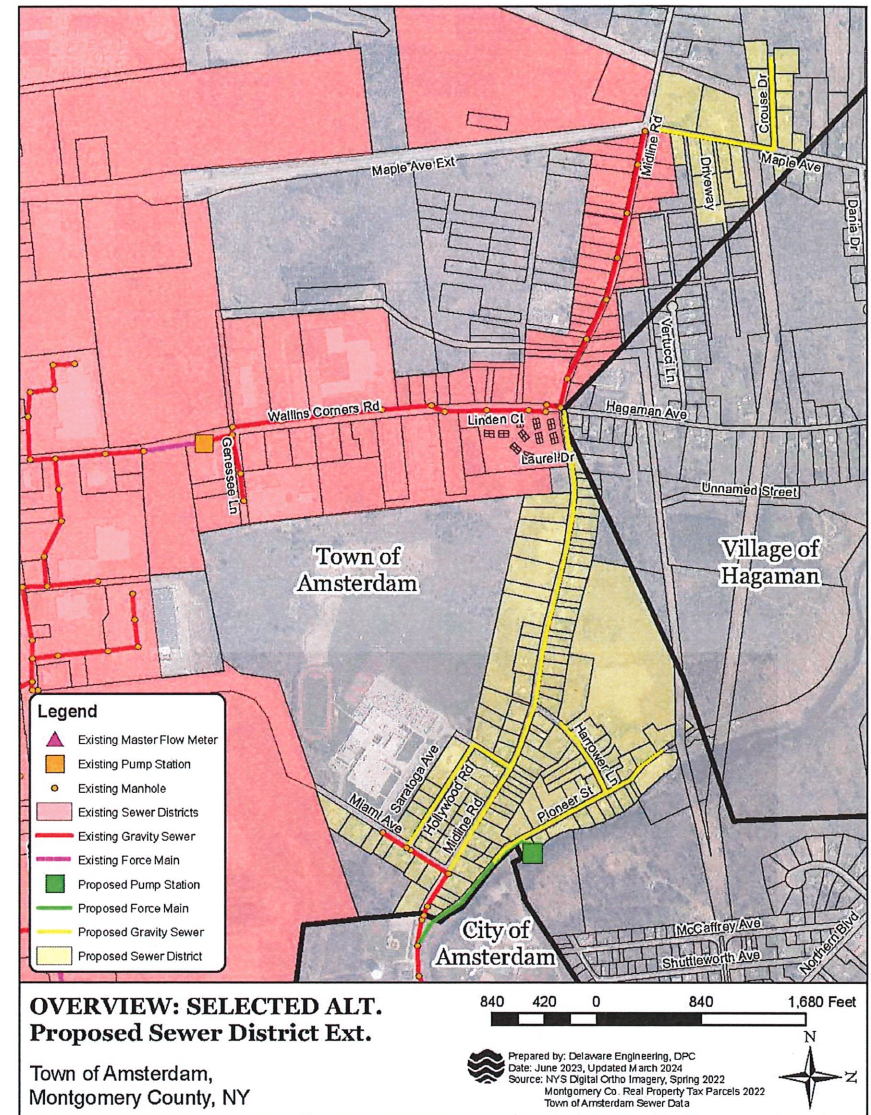 Crouse Dr
Midline Rd
Maple Ave Ext
Maple Ave
Driveway
Dania Dr
Vertucci Ln
Wallins Corners Rd
Linden Ct
Hagaman Ave
Genessee Ln
Laurel Dr
Unnamed Street
Town of
Amsterdam
Village of
Hagaman
Harrower Ln
Saratoga Ave
Hollywood Rd
Miami Ave
Midline Rd
Pioneer St
City of
Amsterdam
McCaffrey Ave
Shuttleworth Ave
Northern Blvd
Legend
Existing Master Flow Meter
Existing Pump Station
Existing Manhole
Existing Sewer Districts
Existing Gravity Sewer
Existing Force Main
Proposed Pump Station
Proposed Force Main
Proposed Gravity Sewer
Proposed Sewer District
OVERVIEW: SELECTED ALT.
Proposed Sewer District Ext.
Town of Amsterdam,
Montgomery County, NY
840 420 0 840 1,680 Feet
Prepared by: Delaware Engineering, DPC
Date: June 2023, Updated March 2024
Source: NYS Digital Ortho Imagery, Spring 2022
Montgomery Co. Real Property Tax Parcels 2022
Town of Amsterdam Sewer Data
N
Z